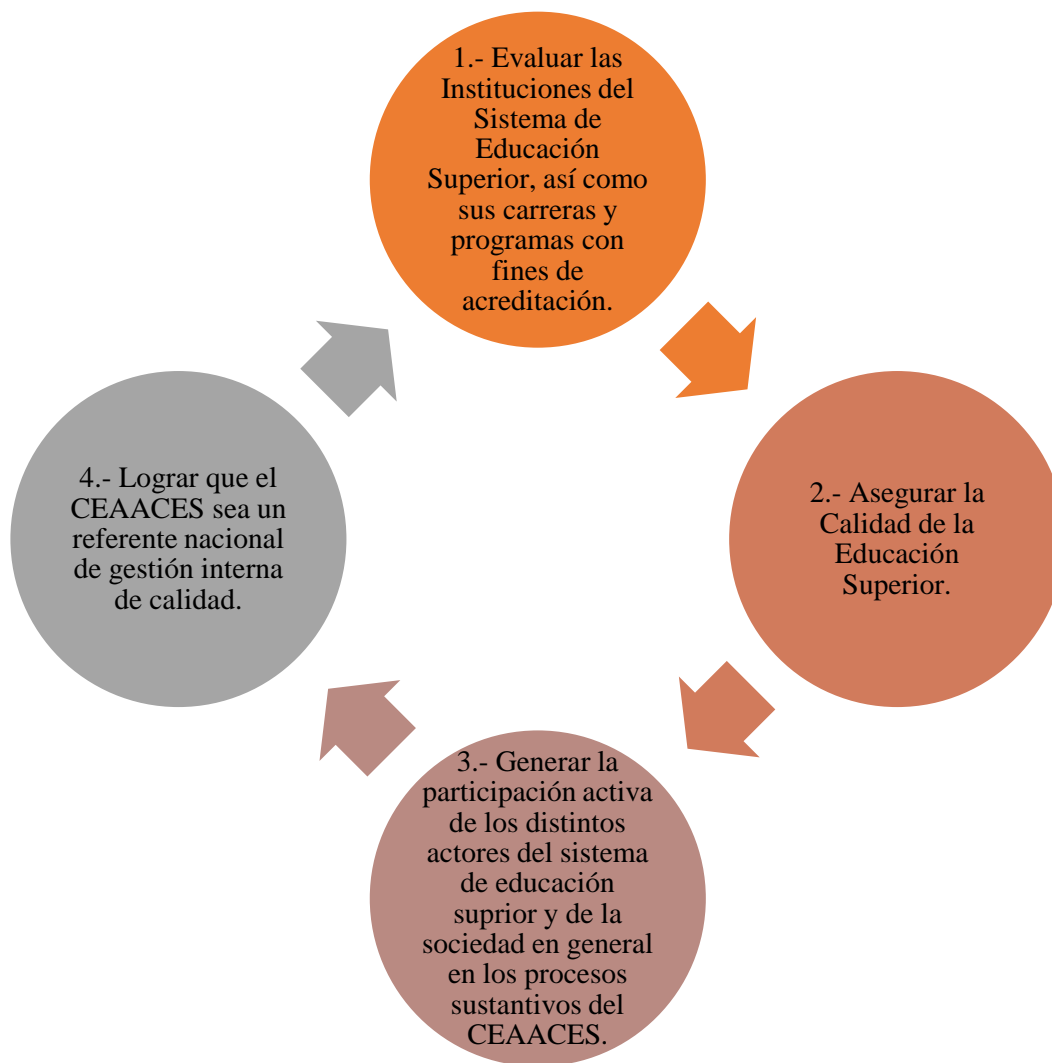 1.- Evaluar las
Instituciones del
Sistema de
Educación
Superior, así como
sus carreras y
programas con
fines de
acreditación.
2.- Asegurar la
Calidad de la
Educación
Superior.
3.- Generar la
participación activa
de los distintos
actores del sistema
de educación
suprior y de la
sociedad en general
en los procesos
sustantivos del
CEAACES.
4.- Lograr que el
CEAACES sea un
referente nacional
de gestión interna
de calidad.